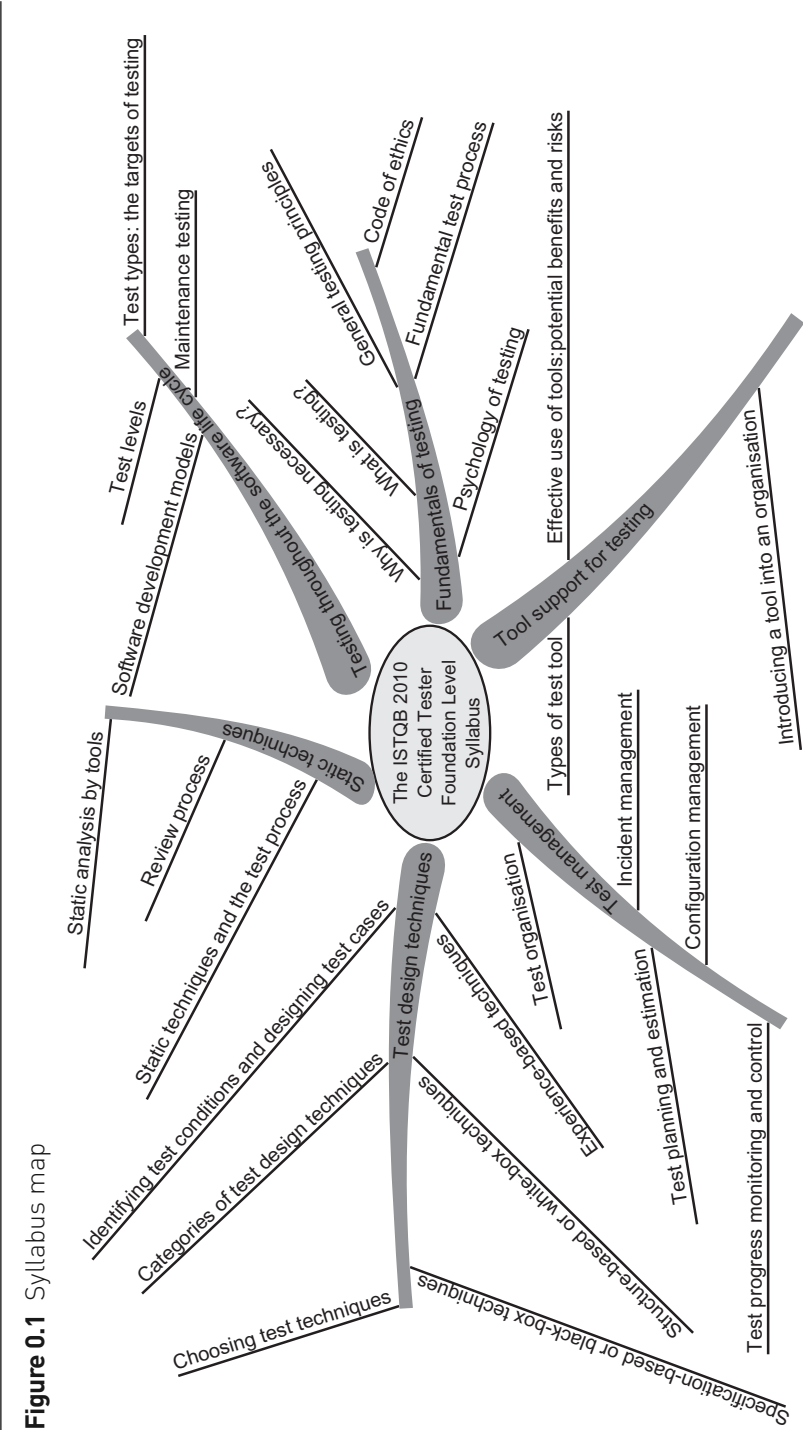 Figure 0.1 Syllabus map
The ISTQB 2010
Certified Tester
Foundation Level
Syllabus
Fundamentals of testing
Why is testing necessary?
What is testing?
General testing principles
Code of ethics
Fundamental test process
Psychology of testing
Testing throughout the software life cycle
Software development models
Test levels
Test types: the targets of testing
Maintenance testing
Static techniques
Static techniques and the test process
Review process
Static analysis by tools
Test design techniques
Identifying test conditions and designing test cases
Categories of test design techniques
Choosing test techniques
Specification-based or black-box techniques
Structure-based or white-box techniques
Experience-based techniques
Test management
Test organisation
Test planning and estimation
Test progress monitoring and control
Configuration management
Incident management
Tool support for testing
Types of test tool
Effective use of tools:potential benefits and risks
Introducing a tool into an organisation